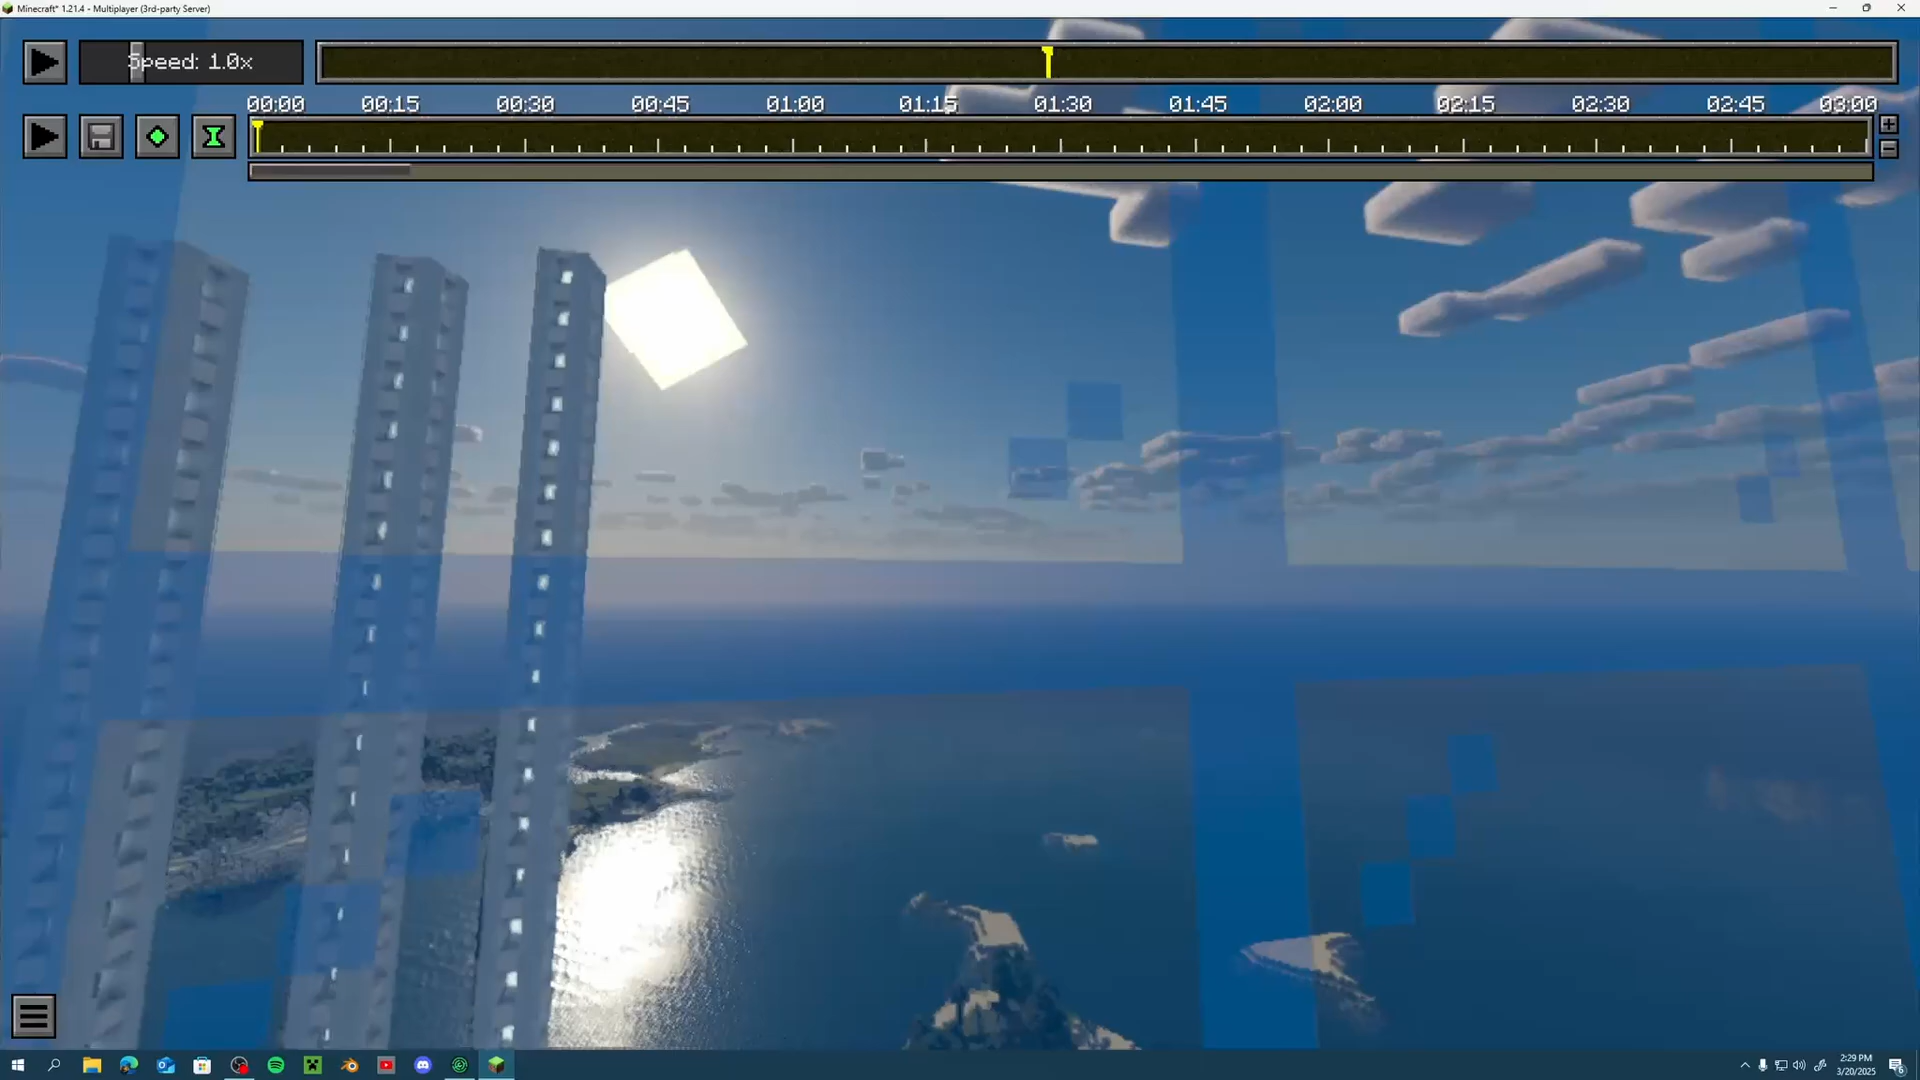 Minecraft* 1.21.4 - Multiplayer (3rd-party Server)
Speed: 1.0x
00:00 00:15 00:30 00:45 01:00 01:15 01:30 01:45 02:00 02:15 02:30 02:45 03:00
2:29 PM
3/20/2025
6